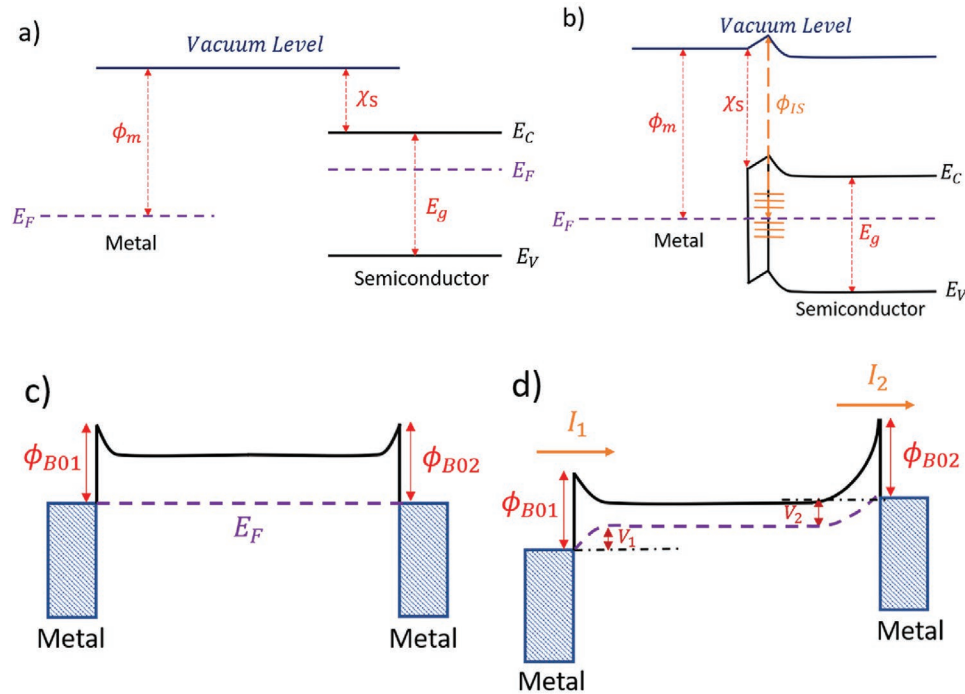 a)
Vacuum Level
χS
ϕm
EC
EF
Eg
EF
Metal
EV
Semiconductor
b)
Vacuum Level
ϕIS
χS
ϕm
EC
EF
Metal
Eg
EV
Semiconductor
c)
ϕB01
ϕB02
EF
Metal
Metal
d)
I2
I1
ϕB02
ϕB01
V2
V1
Metal
Metal